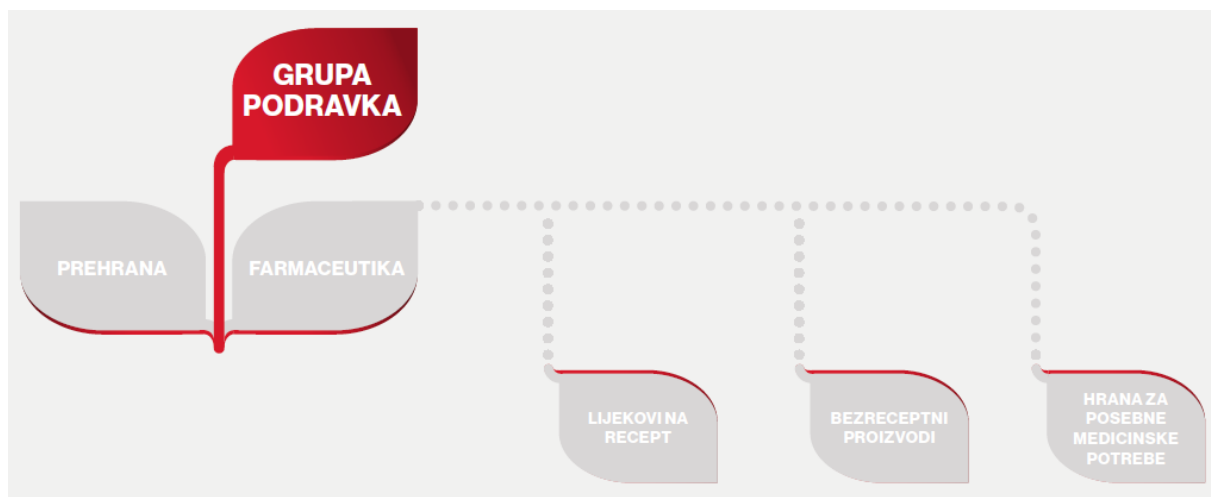 GRUPA
PODRAVKA
PREHRANA
FARMACEUTIKA
LIJEKOVI NA
RECEPT
BEZRECEPTNI
PROIZVODI
HRANA ZA
POSEBNE
MEDICINSKE
POTREBE